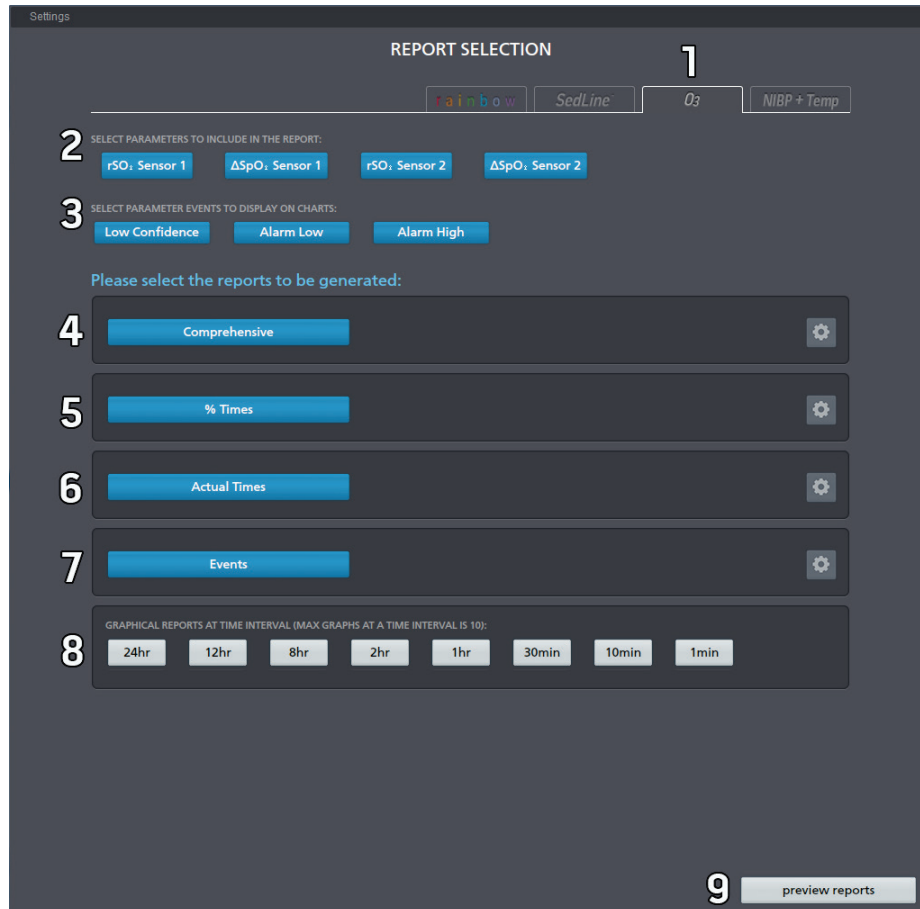 Settings
REPORT SELECTION
1
rainbow SedLine O₃ NIBP + Temp
2 SELECT PARAMETERS TO INCLUDE IN THE REPORT:
rSO₂ Sensor 1 ΔSpO₂ Sensor 1 rSO₂ Sensor 2 ΔSpO₂ Sensor 2
3 SELECT PARAMETER EVENTS TO DISPLAY ON CHARTS:
Low Confidence Alarm Low Alarm High
Please select the reports to be generated:
4 Comprehensive
5 % Times
6 Actual Times
7 Events
GRAPHICAL REPORTS AT TIME INTERVAL (MAX GRAPHS AT A TIME INTERVAL IS 10):
8 24hr 12hr 8hr 2hr 1hr 30min 10min 1min
9 preview reports